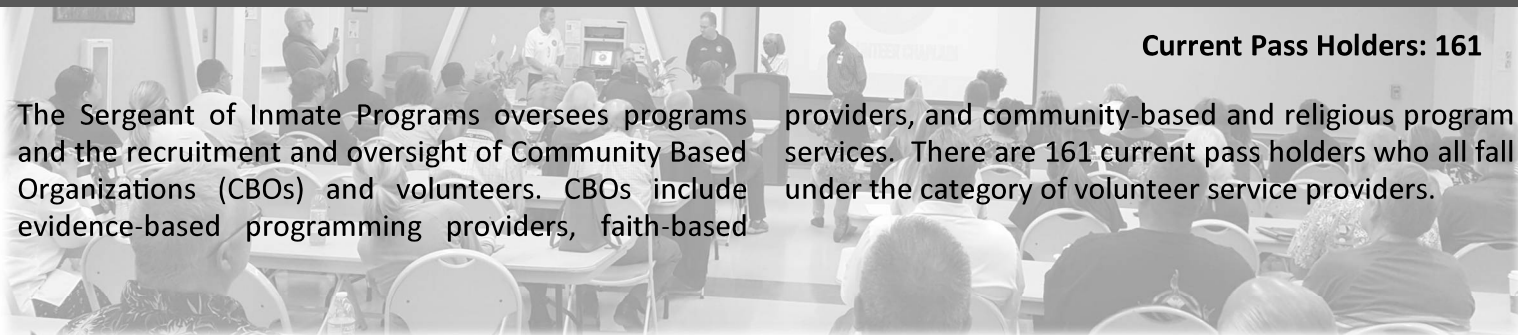 Current Pass Holders: 161
The Sergeant of Inmate Programs oversees programs
and the recruitment and oversight of Community Based
Organizations (CBOs) and volunteers. CBOs include
evidence-based programming providers, faith-based
providers, and community-based and religious program
services. There are 161 current pass holders who all fall
under the category of volunteer service providers.